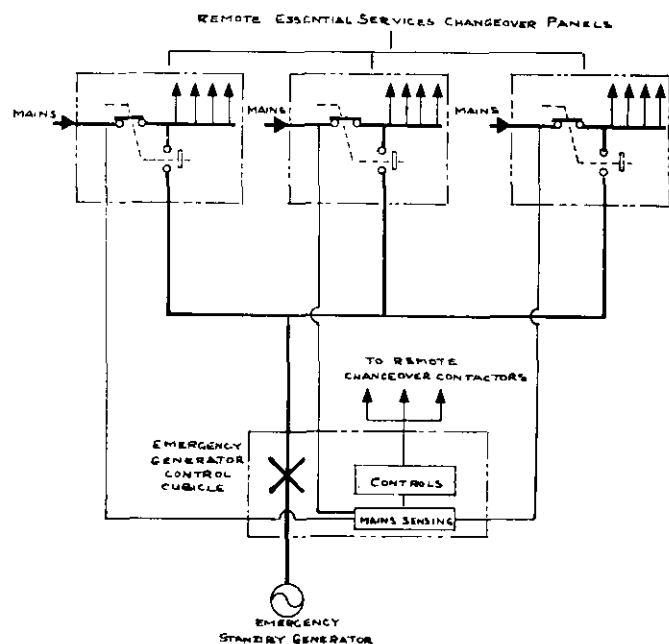 REMOTE ESSENTIAL SERVICES CHANGEOVER PANELS
MAINS
MAINS
MAINS
TO REMOTE
CHANGEOVER CONTACTORS
EMERGENCY
GENERATOR
CONTROL
CUBICLE
CONTROLS
MAINS SENSING
EMERGENCY
STANDBY GENERATOR